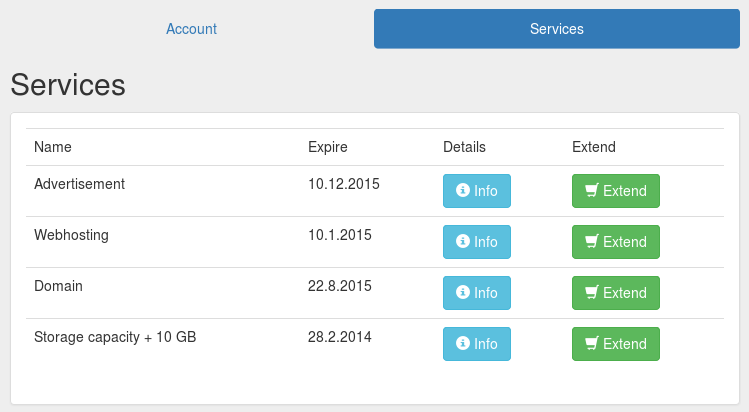 Account Services
Services
Name Expire Details Extend
Advertisement 10.12.2015 Info Extend
Webhosting 10.1.2015 Info Extend
Domain 22.8.2015 Info Extend
Storage capacity + 10 GB 28.2.2014 Info Extend